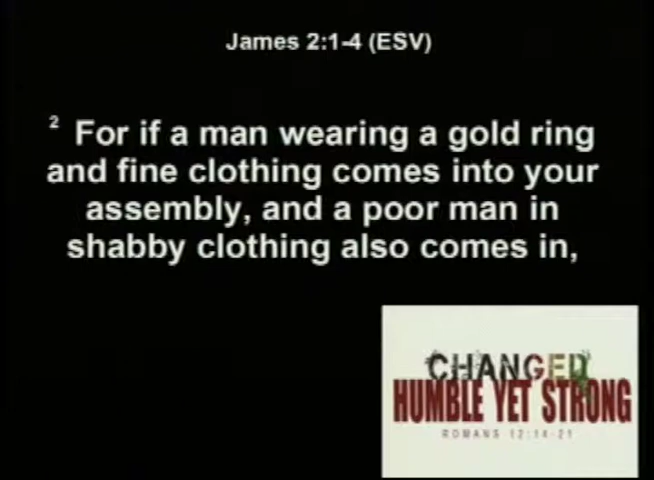 James 2:1-4 (ESV)
2 For if a man wearing a gold ring
and fine clothing comes into your
assembly, and a poor man in
shabby clothing also comes in,
CHANGED
HUMBLE YET STRONG
ROMANS 12:14-21